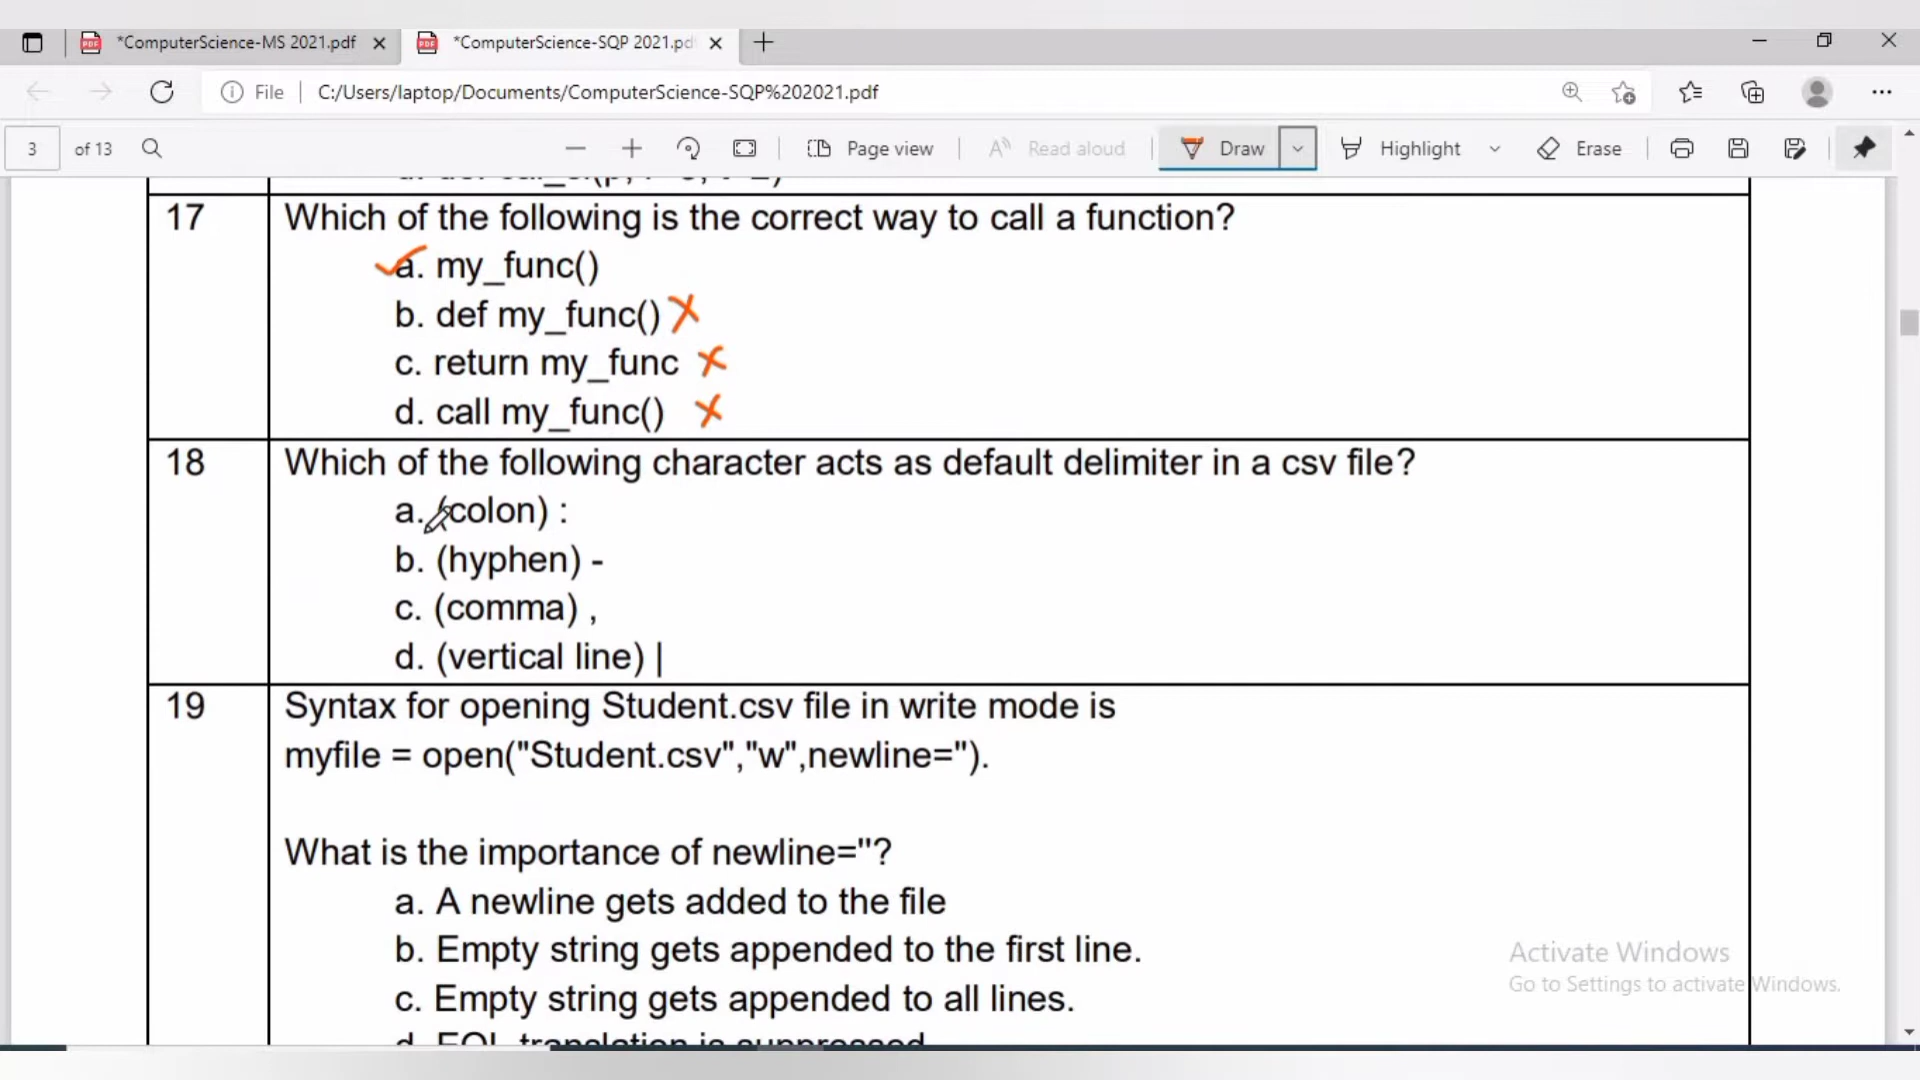 *ComputerScience-MS 2021.pdf
*ComputerScience-SQP 2021.pd
File
C:/Users/laptop/Documents/ComputerScience-SQP%202021.pdf
3 of 13
Page view
Read aloud
Draw
Highlight
Erase
17 Which of the following is the correct way to call a function?
a. my_func()
b. def my_func()
c. return my_func
d. call my_func()
18 Which of the following character acts as default delimiter in a csv file?
a. (colon) :
b. (hyphen) -
c. (comma) ,
d. (vertical line) |
19 Syntax for opening Student.csv file in write mode is
myfile = open("Student.csv","w",newline='').
What is the importance of newline=''?
a. A newline gets added to the file
b. Empty string gets appended to the first line.
c. Empty string gets appended to all lines.
d. EOL translation is suppressed
Activate Windows
Go to Settings to activate Windows.